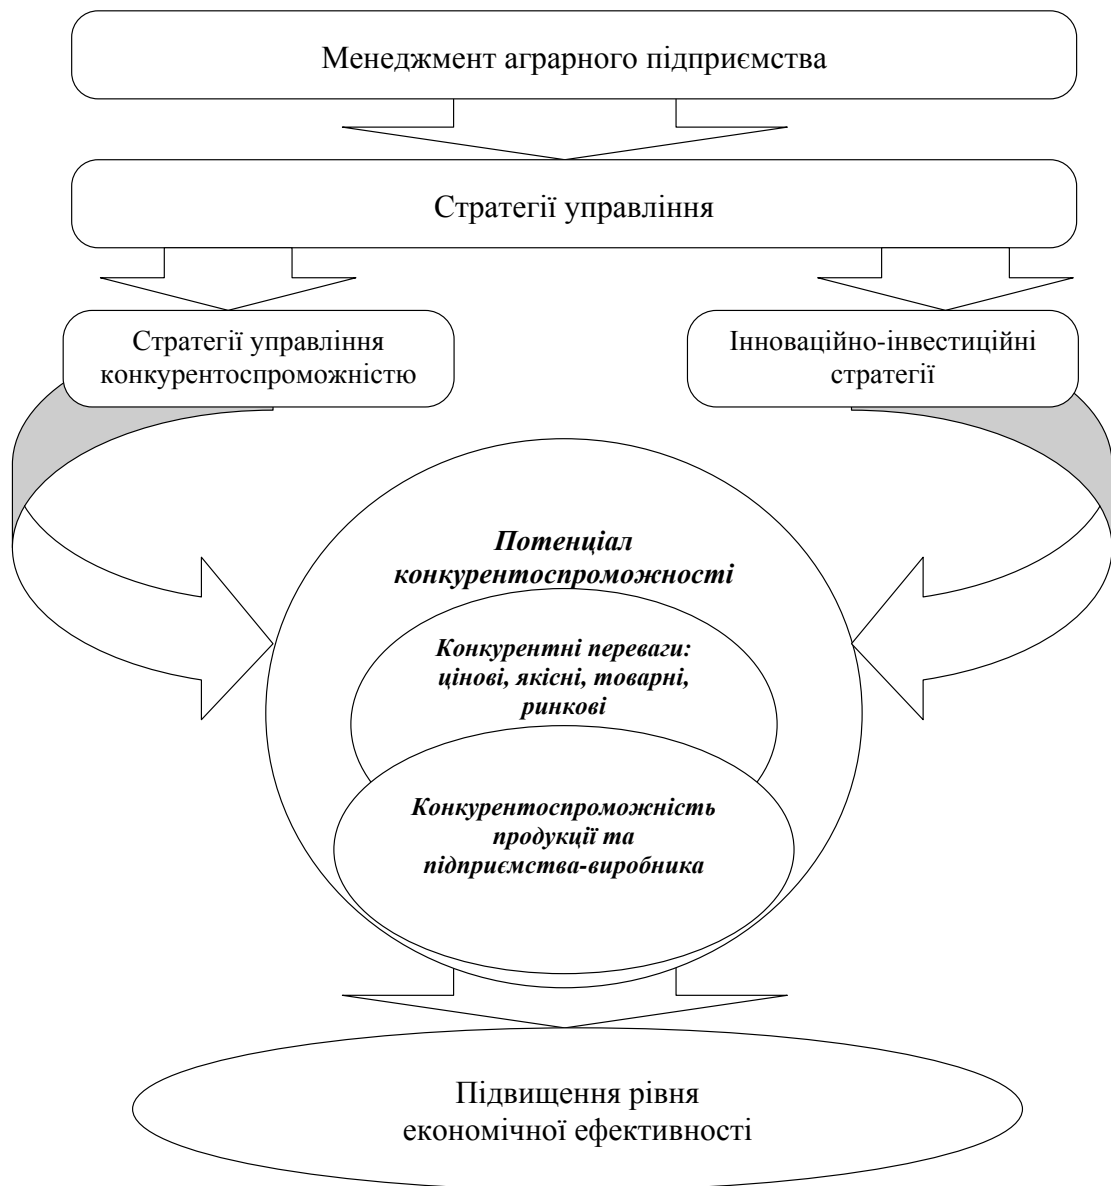 Менеджмент аграрного підприємства
Стратегії управління
Стратегії управління
конкурентоспроможністю
Інноваційно-інвестиційні
стратегії
Потенціал
конкурентоспроможності
Конкурентні переваги:
цінові, якісні, товарні,
ринкові
Конкурентоспроможність
продукції та
підприємства-виробника
Підвищення рівня
економічної ефективності